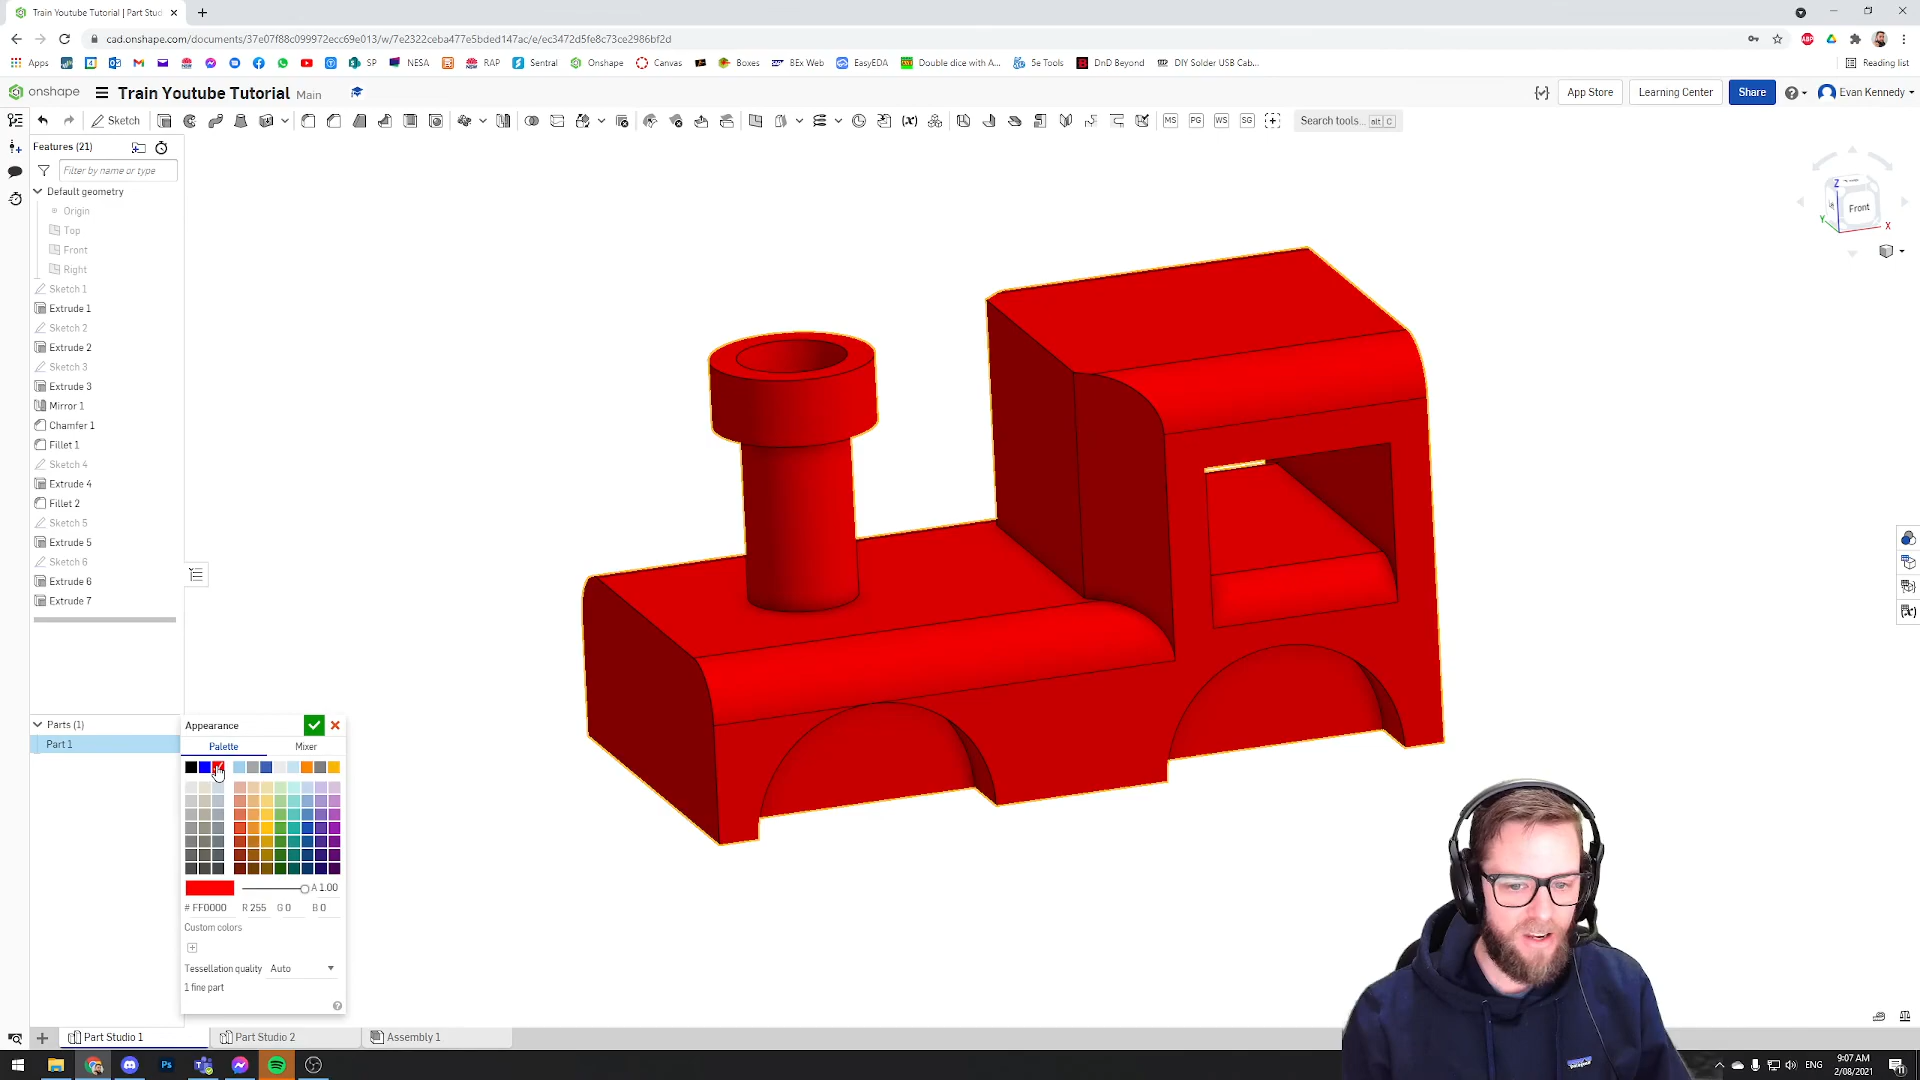 Train Youtube Tutorial | Part Stud
cad.onshape.com/documents/37e07f88c099972ecc69e013/w/7e2322ceba477e5bded147ac/e/ec3472d5fe8c73ce2986bf2d
Apps SP NESA RAP Sentral Onshape Canvas Boxes BEx Web EasyEDA Double dice with A... 5e Tools DnD Beyond DIY Solder USB Cab... Reading list
onshape Train Youtube Tutorial Main App Store Learning Center Share Evan Kennedy
Sketch MS PG WS SG Search tools... alt C
Features (21)
Filter by name or type
Default geometry
Origin
Top
Front
Right
Sketch 1
Extrude 1
Sketch 2
Extrude 2
Sketch 3
Extrude 3
Mirror 1
Chamfer 1
Fillet 1
Sketch 4
Extrude 4
Fillet 2
Sketch 5
Extrude 5
Sketch 6
Extrude 6
Extrude 7
Z
Front
Y
X
Parts (1)
Part 1
Appearance
Palette Mixer
A 1.00
# FF0000 R 255 G 0 B 0
Custom colors
Tessellation quality Auto
1 fine part
Part Studio 1 Part Studio 2 Assembly 1
ENG
9:07 AM
2/08/2021